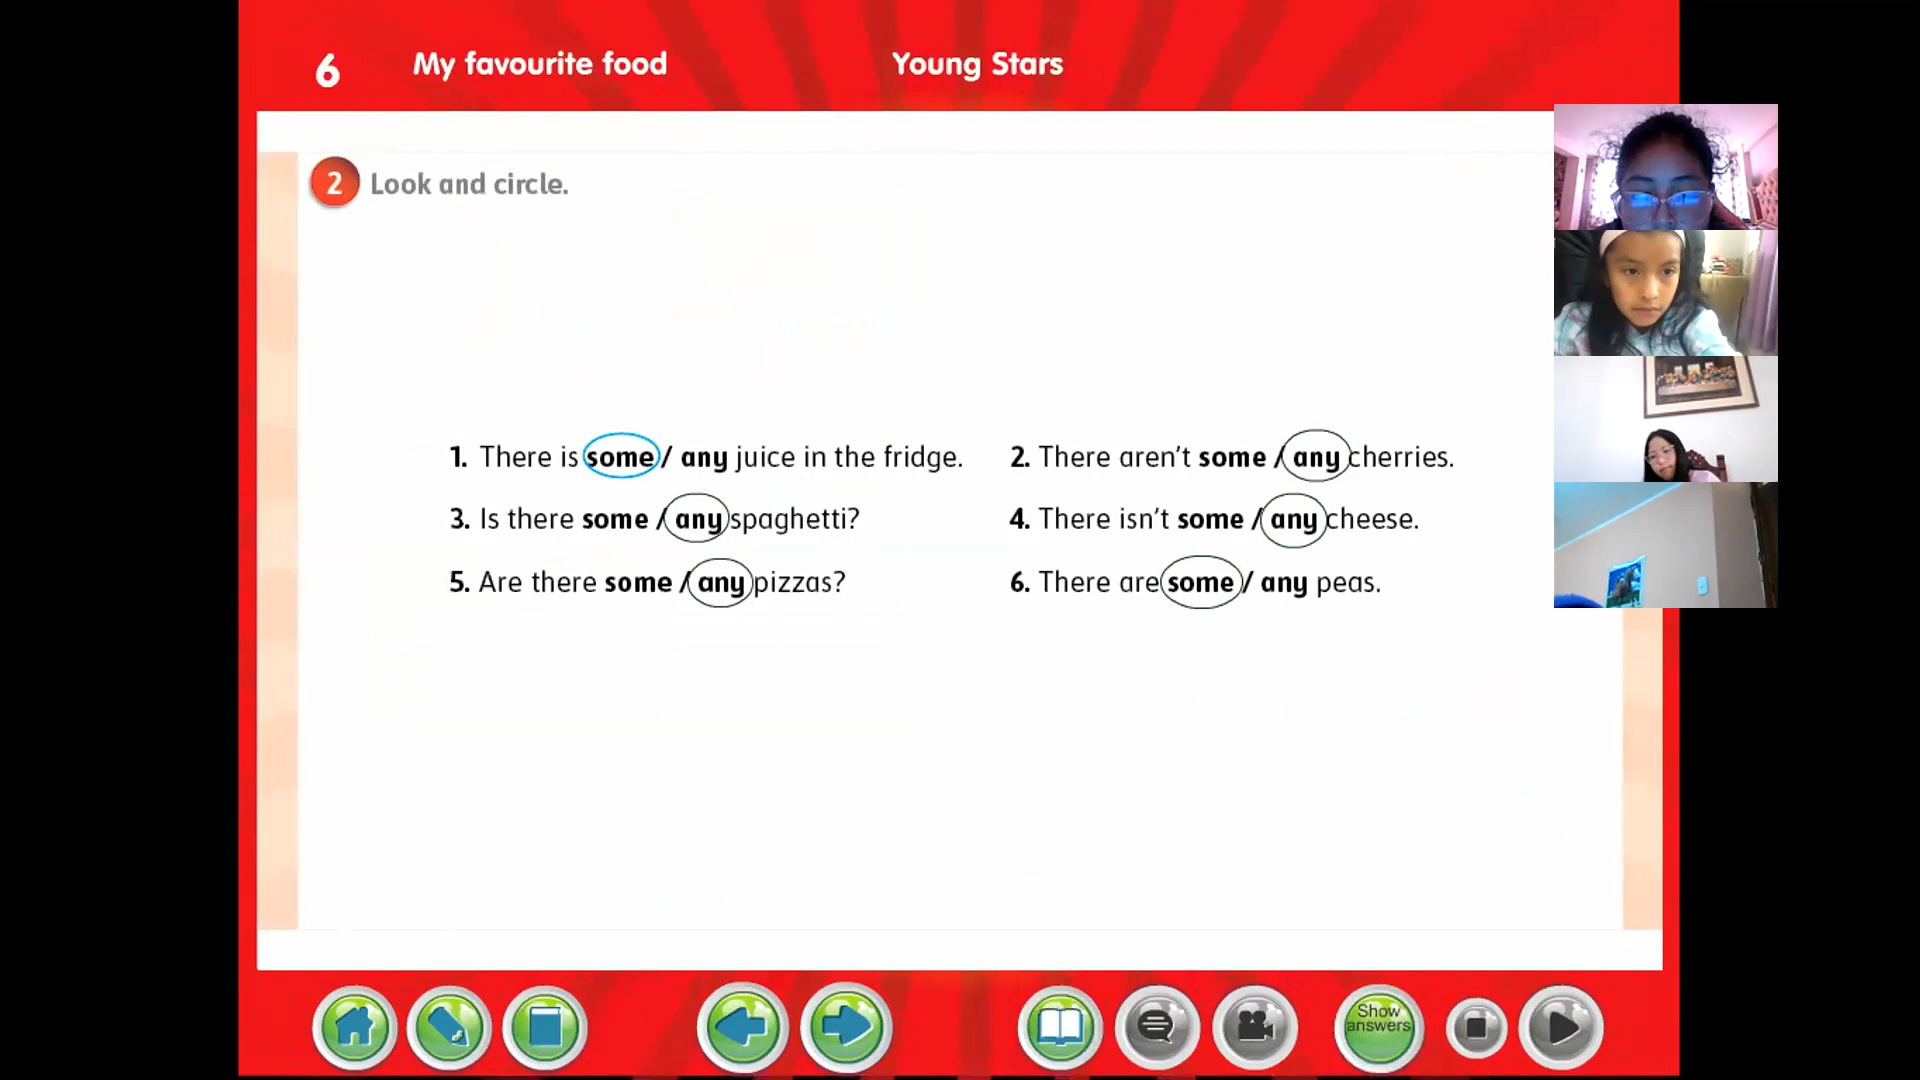 6 My favourite food Young Stars
2 Look and circle.
1. There is some / any juice in the fridge. 2. There aren't some / any cherries.
3. Is there some / any spaghetti? 4. There isn't some / any cheese.
5. Are there some / any pizzas? 6. There are some / any peas.
Show
answers